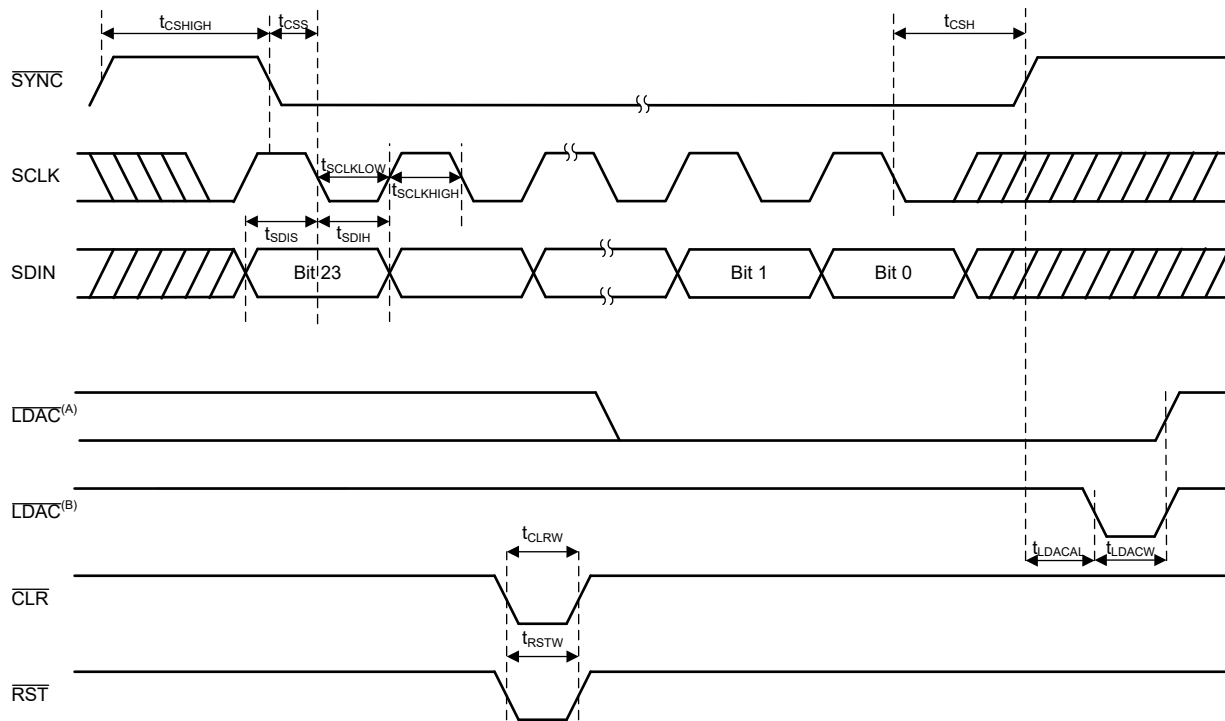 tCSHIGH tCSS tCSH
SYNC
SCLK tSCLKLOW tSCLKHIGH
tSDIS tSDIH
SDIN Bit 23 Bit 1 Bit 0
LDAC(A)
LDAC(B)
tCLRW tLDACAL tLDACW
CLR
tRSTW
RST